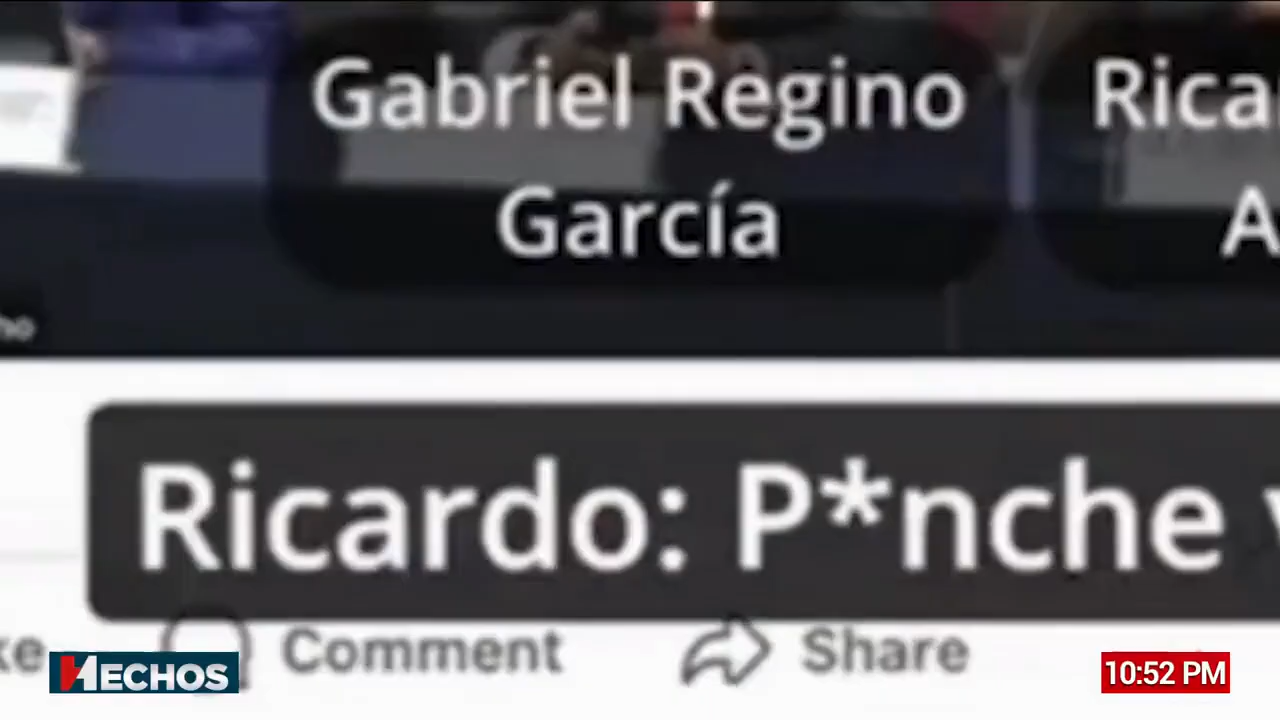 Gabriel Regino
García
Ricardo: P*nche
Comment
Share
HECHOS
10:52 PM